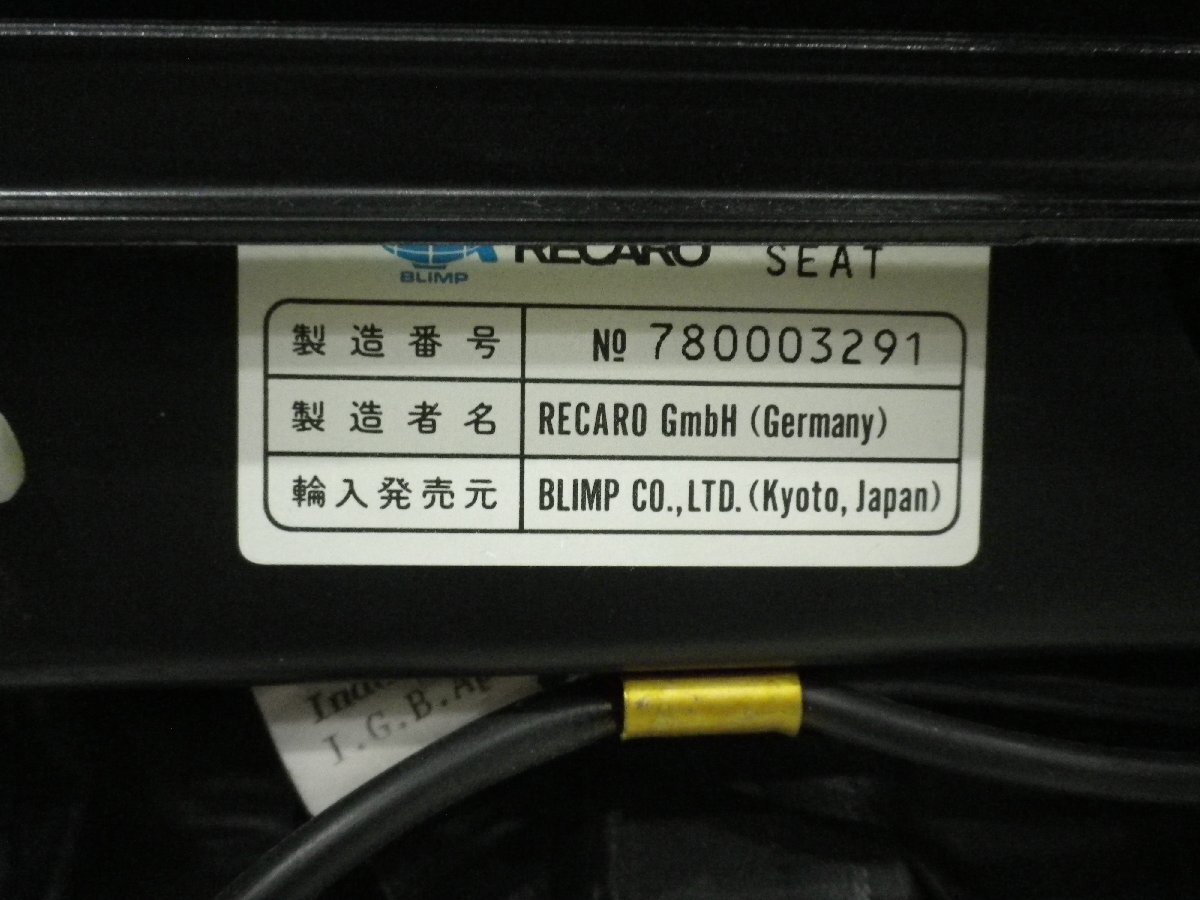 BLIMP RECARO SEAT
製造番号 № 780003291
製造者名 RECARO GmbH (Germany)
輸入発売元 BLIMP CO.,LTD. (Kyoto, Japan)
I.G.B.